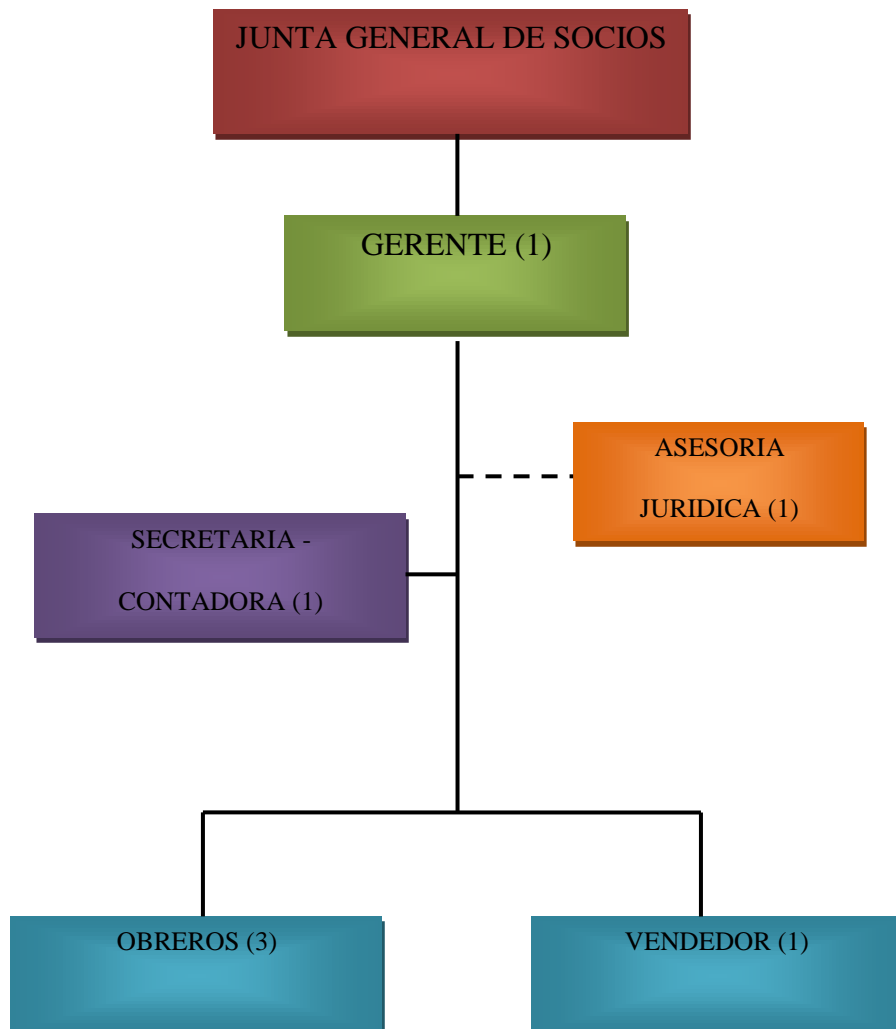 JUNTA GENERAL DE SOCIOS
GERENTE (1)
ASESORIA
JURIDICA (1)
SECRETARIA -
CONTADORA (1)
OBREROS (3)
VENDEDOR (1)